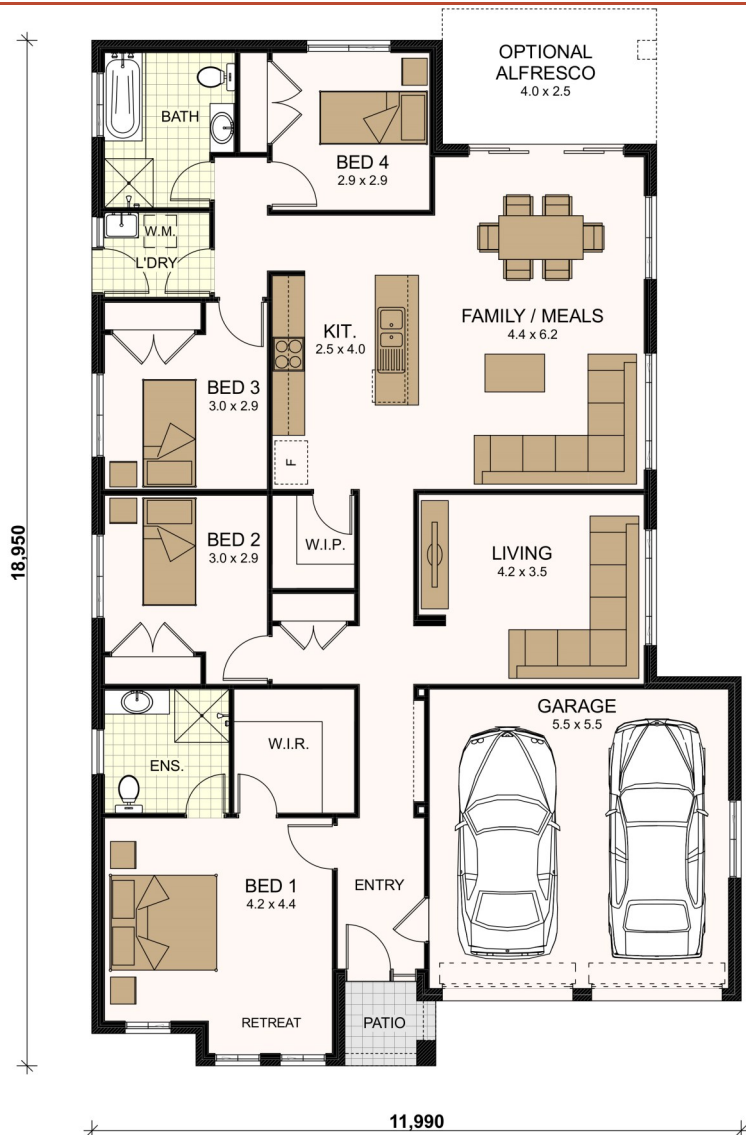 OPTIONAL
ALFRESCO
4.0 x 2.5
BATH
BED 4
2.9 x 2.9
W.M.
L'DRY
KIT.
2.5 x 4.0
FAMILY / MEALS
4.4 x 6.2
BED 3
3.0 x 2.9
F
18,950
BED 2
3.0 x 2.9
W.I.P.
LIVING
4.2 x 3.5
GARAGE
5.5 x 5.5
W.I.R.
ENS.
BED 1
4.2 x 4.4
ENTRY
RETREAT
PATIO
11,990